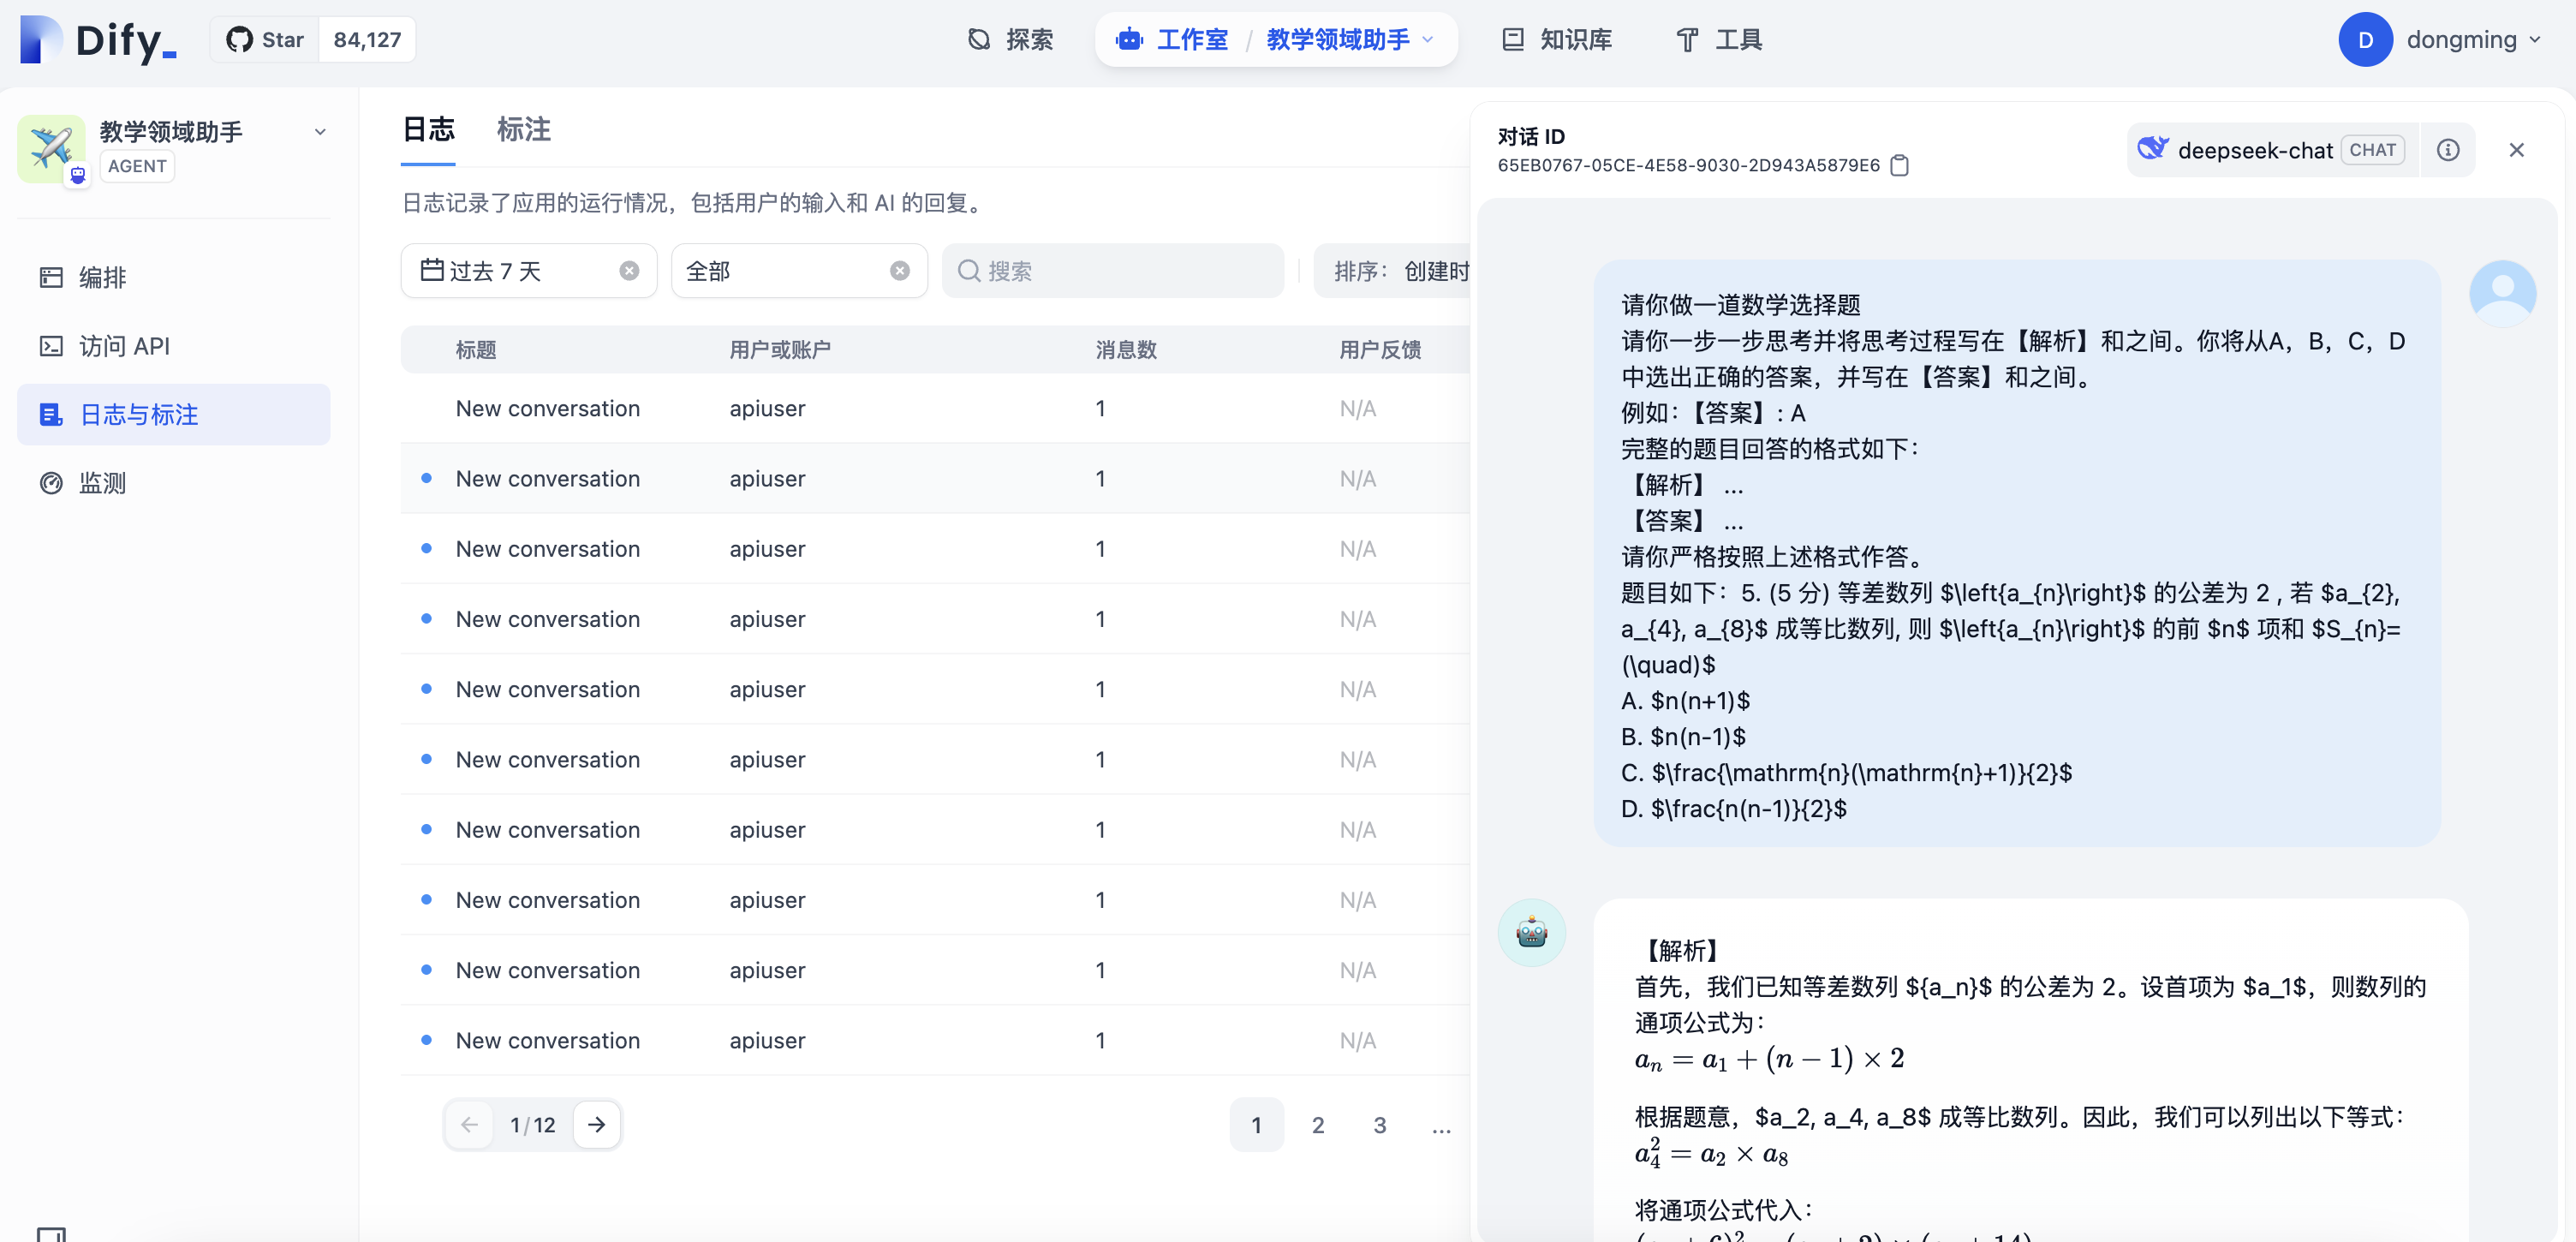 Dify_
Star 84,127
探索
工作室 / 教学领域助手
知识库
工具
D dongming
教学领域助手
AGENT
编排
访问 API
日志与标注
监测
日志 标注
日志记录了应用的运行情况，包括用户的输入和 AI 的回复。
过去 7 天 全部 搜索 排序： 创建时
标题 用户或账户 消息数 用户反馈
New conversation apiuser 1 N/A
New conversation apiuser 1 N/A
New conversation apiuser 1 N/A
New conversation apiuser 1 N/A
New conversation apiuser 1 N/A
New conversation apiuser 1 N/A
New conversation apiuser 1 N/A
New conversation apiuser 1 N/A
New conversation apiuser 1 N/A
New conversation apiuser 1 N/A
← 1/12 → 1 2 3 ...
对话 ID
65EB0767-05CE-4E58-9030-2D943A5879E6
deepseek-chat CHAT
请你做一道数学选择题
请你一步一步思考并将思考过程写在【解析】和之间。你将从A，B，C，D
中选出正确的答案，并写在【答案】和之间。
例如：【答案】: A
完整的题目回答的格式如下：
【解析】 ...
【答案】 ...
请你严格按照上述格式作答。
题目如下：5. (5 分) 等差数列 $\left{a_{n}\right}$ 的公差为 2 , 若 $a_{2},
a_{4}, a_{8}$ 成等比数列, 则 $\left{a_{n}\right}$ 的前 $n$ 项和 $S_{n}=
(\quad)$
A. $n(n+1)$
B. $n(n-1)$
C. $\frac{\mathrm{n}(\mathrm{n}+1)}{2}$
D. $\frac{n(n-1)}{2}$
【解析】
首先，我们已知等差数列 ${a_n}$ 的公差为 2。设首项为 $a_1$，则数列的
通项公式为：
aₙ = a₁ + (n − 1) × 2
根据题意，$a_2, a_4, a_8$ 成等比数列。因此，我们可以列出以下等式：
a₄² = a₂ × a₈
将通项公式代入：